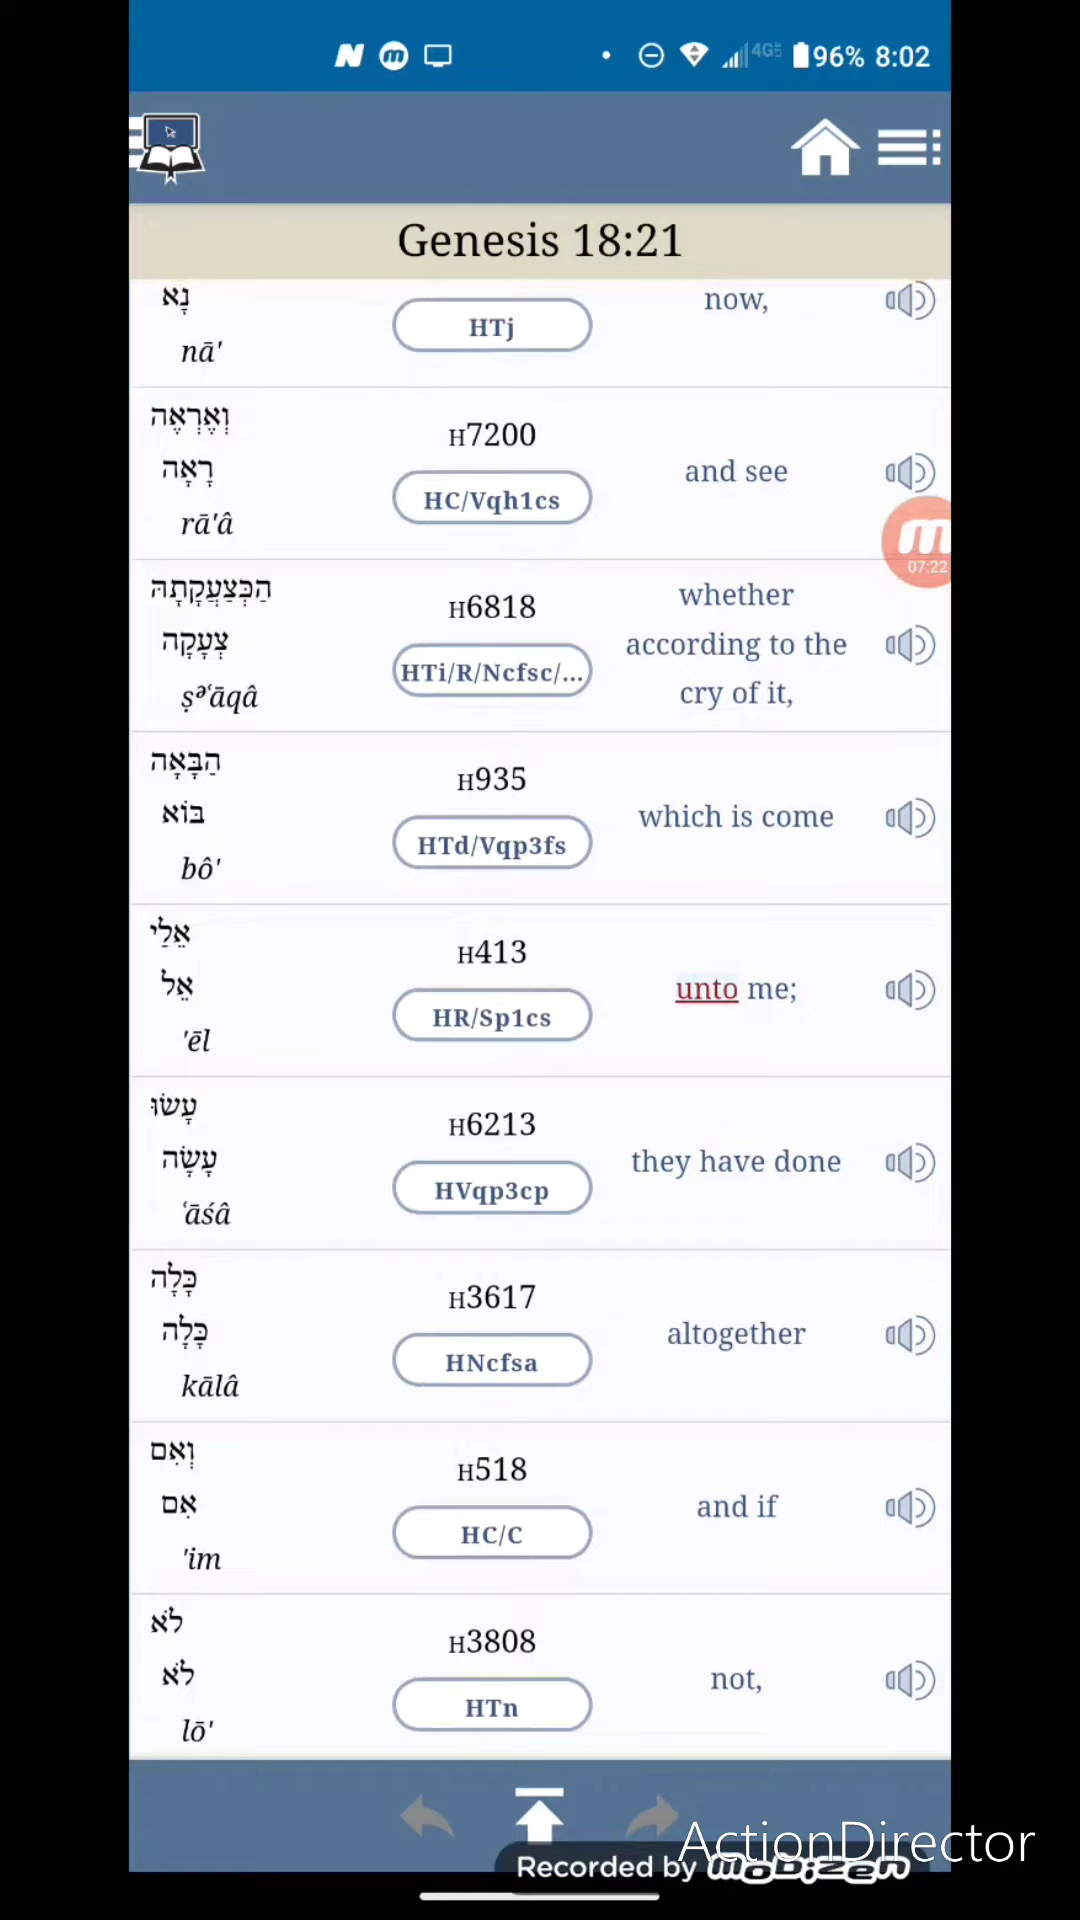 96% 8:02
Genesis 18:21
נָא
HTj
now,
nā'
וְאֶרְאֶה
H7200
רָאָה
HC/Vqh1cs
and see
rā'â
07:22
הַכְּצַעֲקָתָהּ
H6818
whether
צְעָקָה
HTi/R/Ncfsc/...
according to the
ṣᵊʿāqâ
cry of it,
הַבָּאָה
H935
בּוֹא
HTd/Vqp3fs
which is come
bô'
אֵלַי
H413
אֵל
HR/Sp1cs
unto me;
'ēl
עָשׂוּ
H6213
עָשָׂה
HVqp3cp
they have done
ʿāśâ
כָּלָה
H3617
כָּלָה
HNcfsa
altogether
kālâ
וְאִם
H518
אִם
HC/C
and if
'im
לֹא
H3808
לֹא
HTn
not,
lō'
ActionDirector
Recorded by MOBIZEN